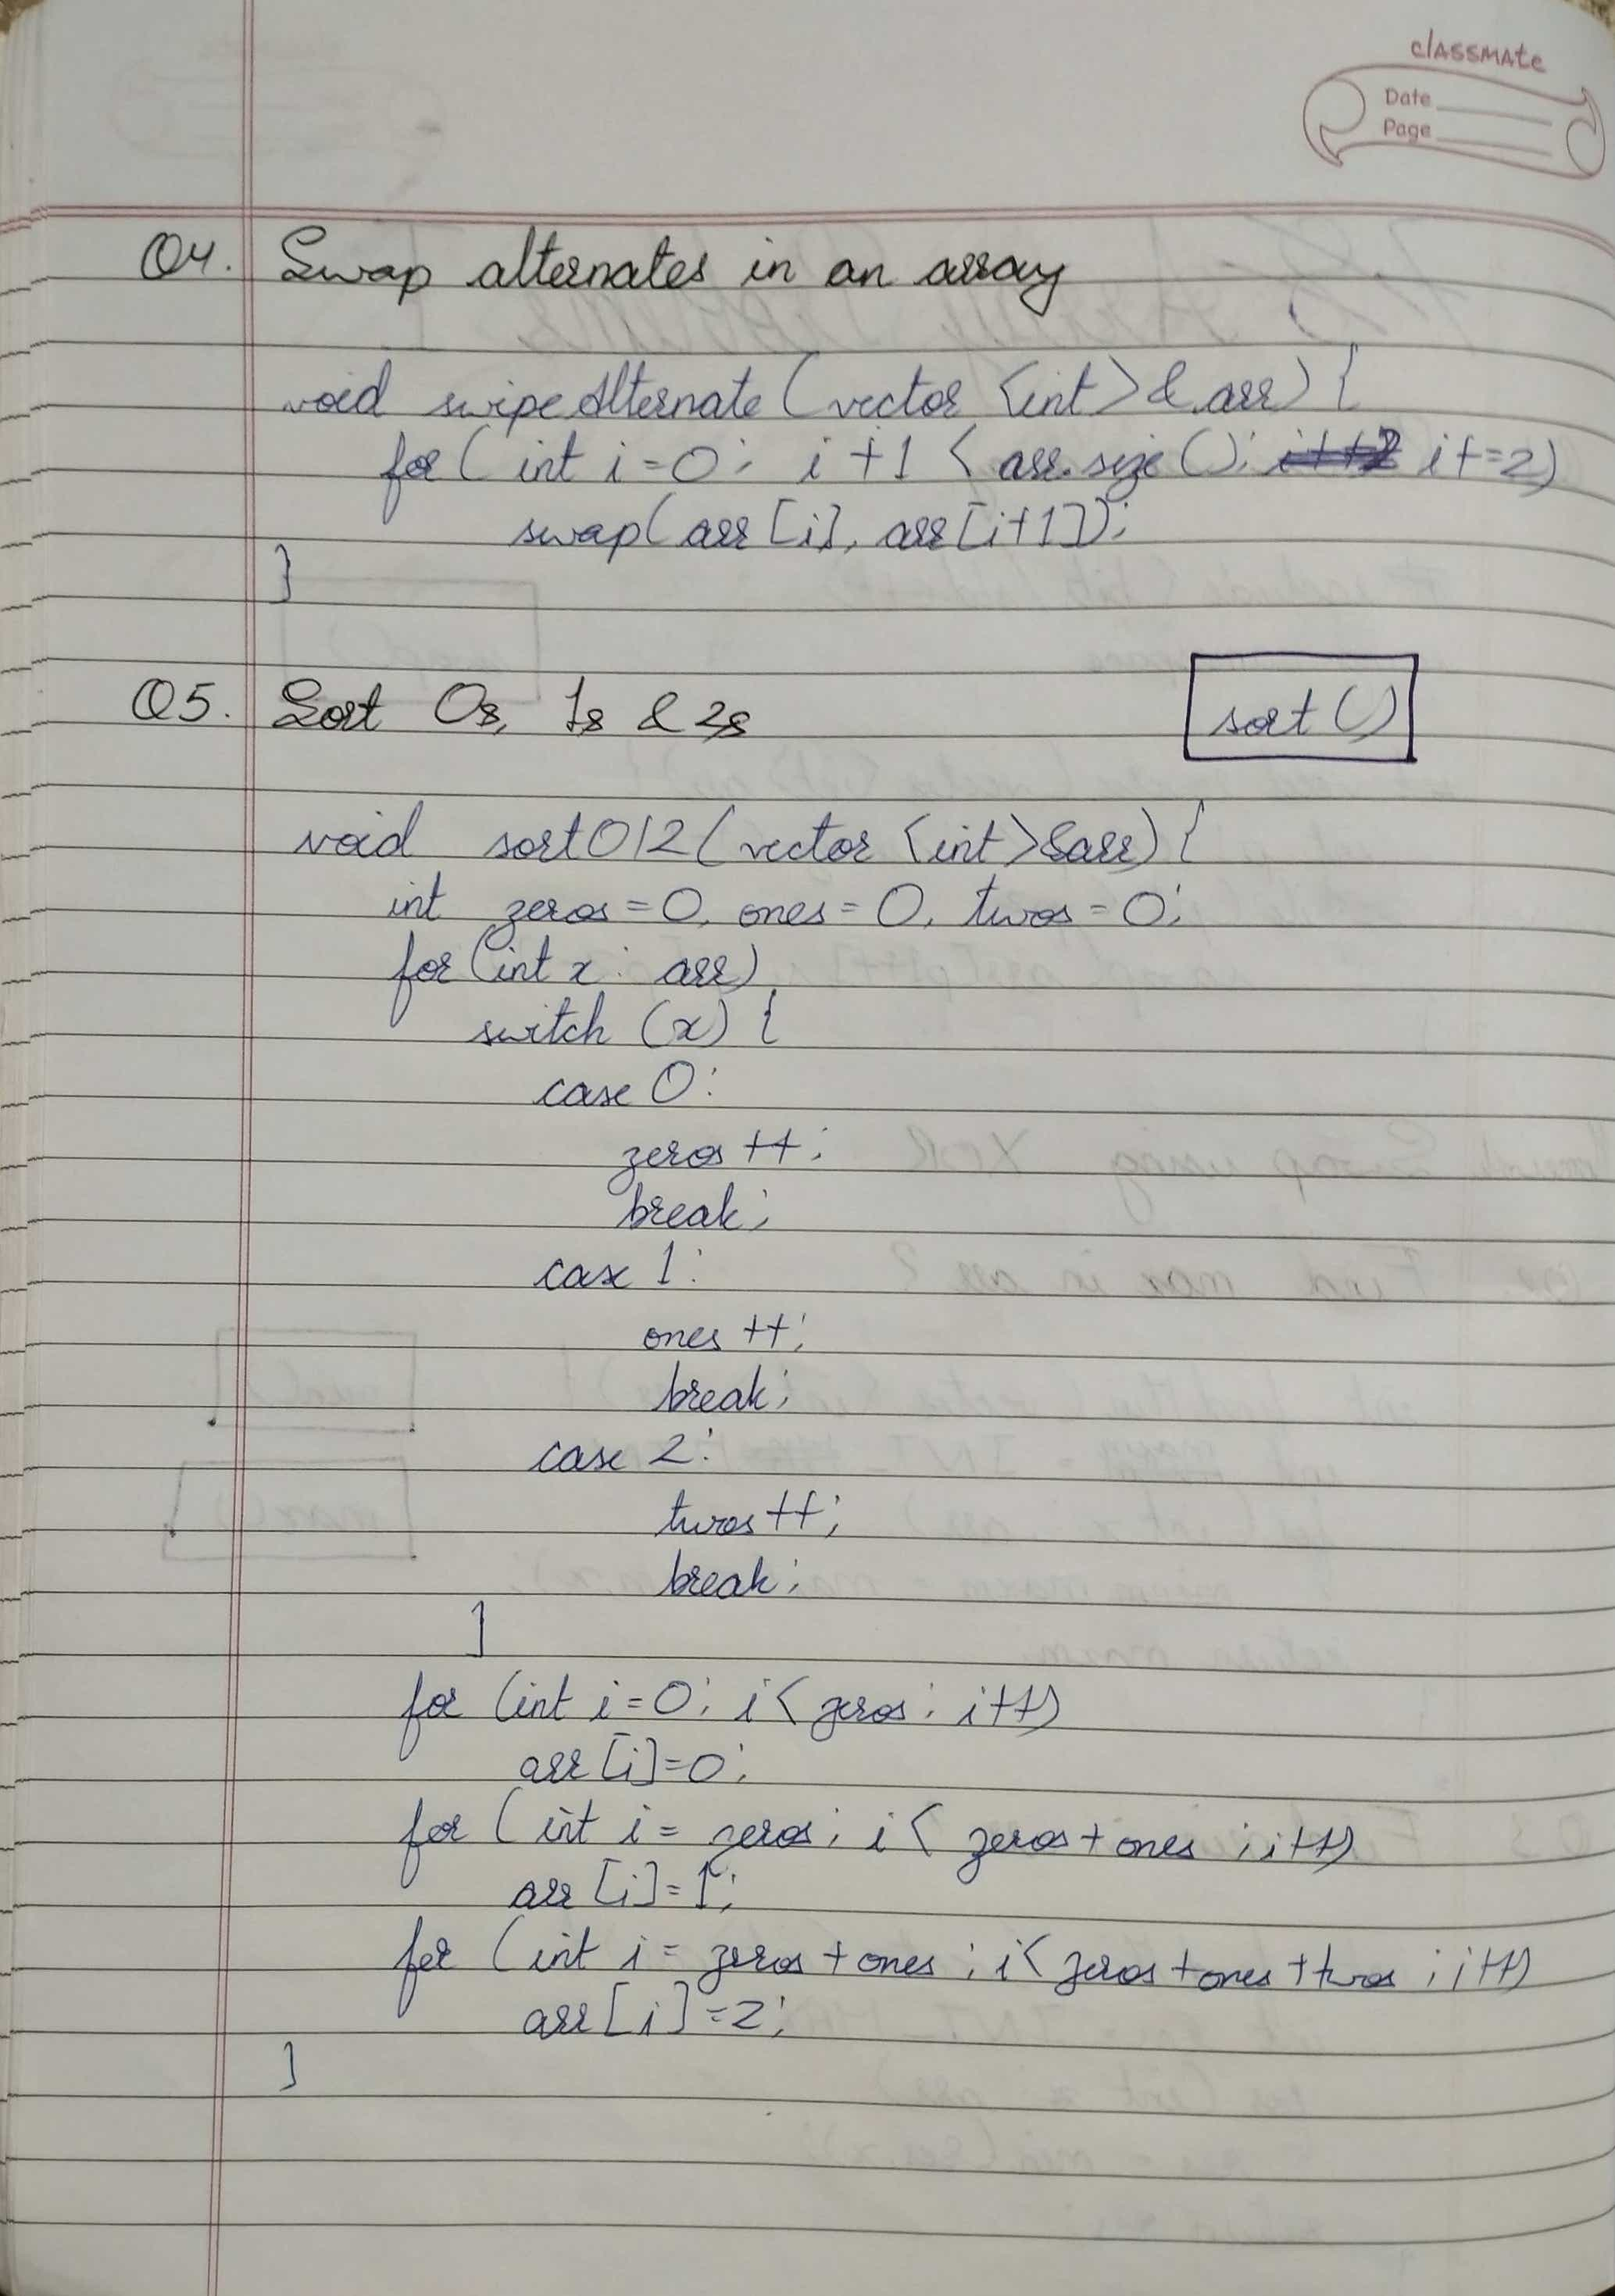 classmate
Date
Page
Q4. Swap alternates in an array
void swipeAlternate (vector <int> & arr) {
for (int i=0; i+1 < arr.size(); i+=2)
swap(arr[i], arr[i+1]);
}
Q5. Sort 0s, 1s & 2s
sort()
void sort012(vector <int>&arr) {
int zeros=0, ones=0, twos=0;
for (int x : arr)
switch (x) {
case 0:
zeros ++;
break;
case 1:
ones ++;
break;
case 2:
twos ++;
break;
}
for (int i=0; i< zeros; i++)
arr[i]=0;
for (int i= zeros; i< zeros+ones; i++)
arr[i]=1;
for (int i= zeros+ones; i< zeros+ones+twos; i++)
arr[i]=2;
}